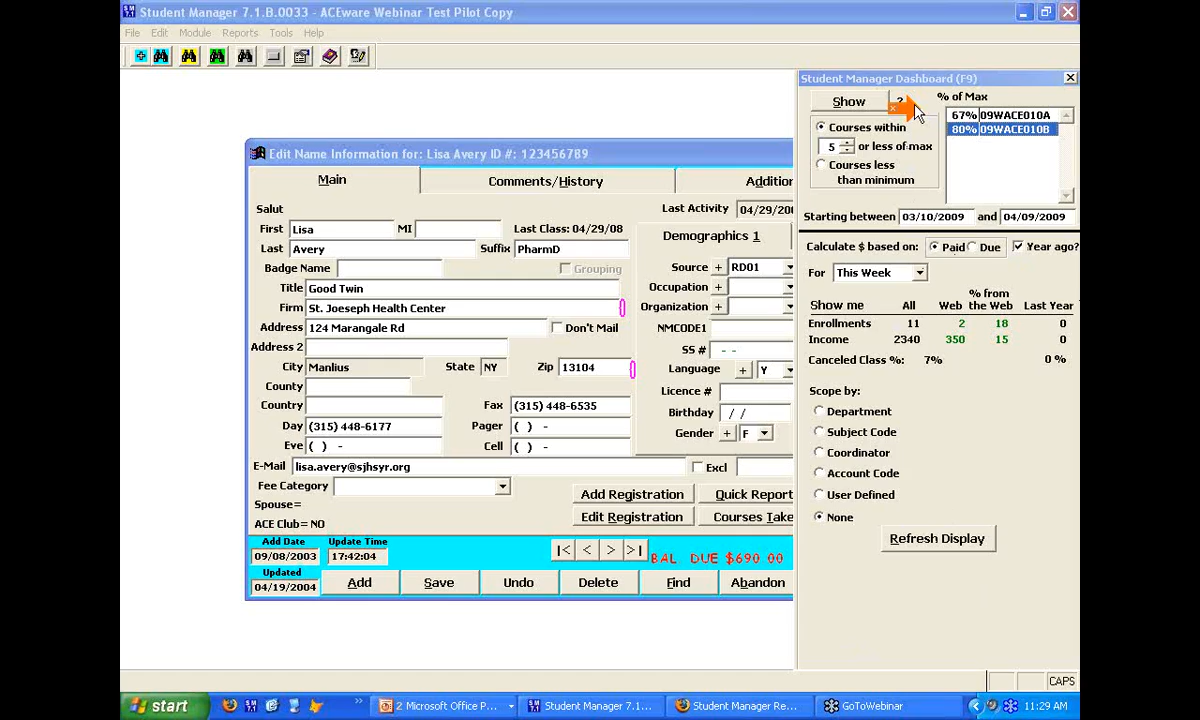 Student Manager 7.1.B.0033 - ACEware Webinar Test Pilot Copy
File Edit Module Reports Tools Help
Student Manager Dashboard (F9)
Show ?
% of Max
67% 09WACE010A
80% 09WACE010B
Courses within
5 or less of max
Courses less
than minimum
Starting between 03/10/2009 and 04/09/2009
Calculate $ based on: Paid Due Year ago?
For This Week
Show me All Web % from the Web Last Year
Enrollments 11 2 18 0
Income 2340 350 15 0
Canceled Class %: 7% 0 %
Scope by:
Department
Subject Code
Coordinator
Account Code
User Defined
None
Refresh Display
Edit Name Information for: Lisa Avery ID #: 123456789
Main Comments/History Addition
Salut Last Activity 04/29/200
First Lisa MI Last Class: 04/29/08
Last Avery Suffix PharmD
Badge Name Grouping
Title Good Twin
Firm St. Joeseph Health Center
Address 124 Marangale Rd Don't Mail
Address 2
City Manlius State NY Zip 13104
County
Country Fax (315) 448-6535
Day (315) 448-6177 Pager ( ) -
Eve ( ) - Cell ( ) -
E-Mail lisa.avery@sjhsyr.org Excl
Fee Category
Spouse=
ACE Club= NO
Demographics 1
Source + RD01
Occupation +
Organization +
NMCODE1
SS # - -
Language + Y
Licence #
Birthday / /
Gender + F
Add Registration Quick Report
Edit Registration Courses Take
Add Date Update Time
09/08/2003 17:42:04
|< < > >| BAL DUE $690 00
Updated
04/19/2004
Add Save Undo Delete Find Abandon
CAPS
start 2 Microsoft Office P... Student Manager 7.1... Student Manager Re... GoToWebinar 11:29 AM